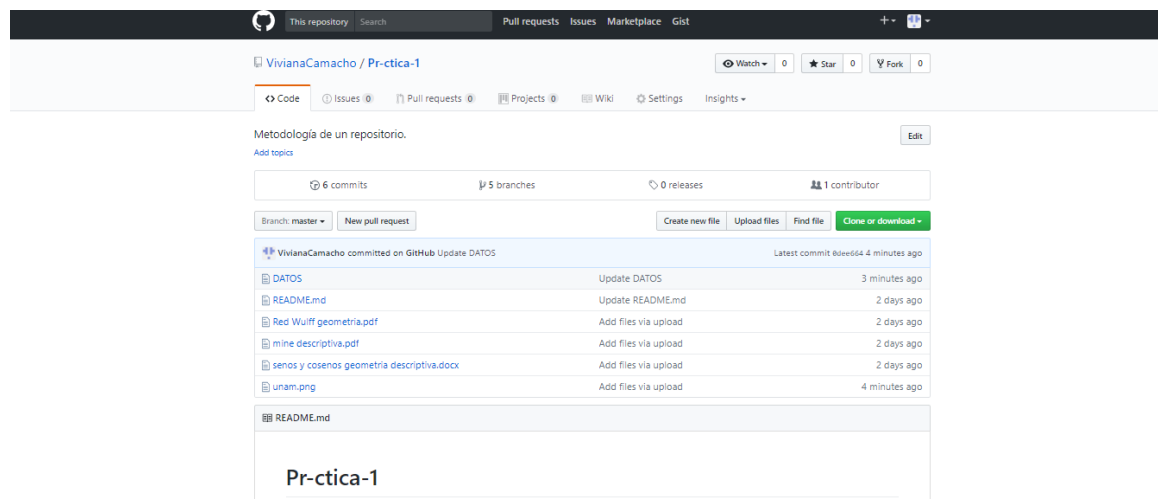 This repository Search Pull requests Issues Marketplace Gist
VivianaCamacho / Pr-ctica-1 Watch 0 Star 0 Fork 0
Code Issues 0 Pull requests 0 Projects 0 Wiki Settings Insights
Metodología de un repositorio. Edit
Add topics
6 commits 5 branches 0 releases 1 contributor
Branch: master New pull request Create new file Upload files Find file Clone or download
VivianaCamacho committed on GitHub Update DATOS Latest commit 0dee664 4 minutes ago
DATOS Update DATOS 3 minutes ago
README.md Update README.md 2 days ago
Red Wulff geometria.pdf Add files via upload 2 days ago
mine descriptiva.pdf Add files via upload 2 days ago
senos y cosenos geometria descriptiva.docx Add files via upload 2 days ago
unam.png Add files via upload 4 minutes ago
README.md
Pr-ctica-1